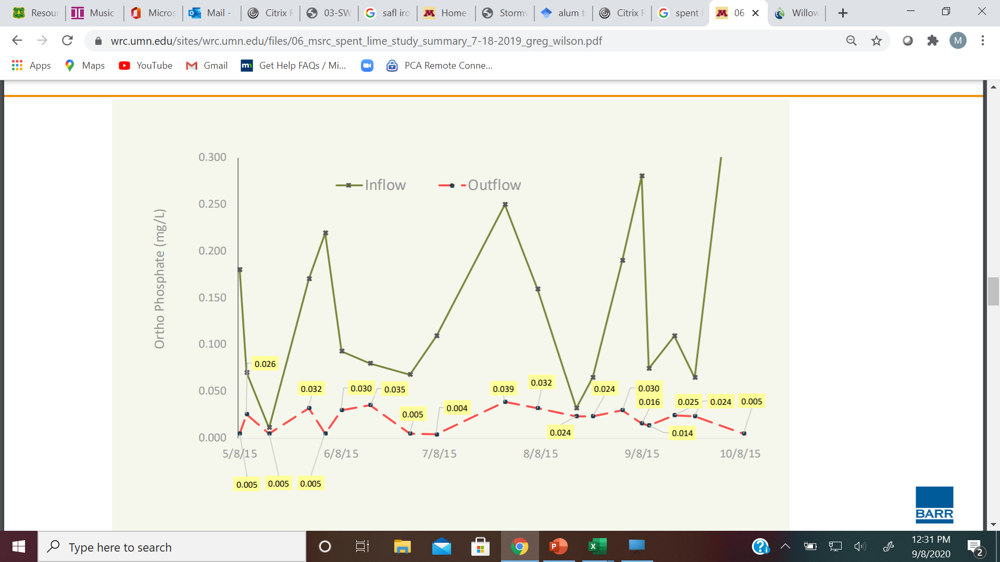 Resour
Music
Micros
Mail -
Citrix F
03-SW
safl iro
Home
Stormv
alum t
Citrix F
spent l
06
Willow
wrc.umn.edu/sites/wrc.umn.edu/files/06_msrc_spent_lime_study_summary_7-18-2019_greg_wilson.pdf
M
Apps
Maps
YouTube
Gmail
Get Help FAQs / Mi...
PCA Remote Conne...
Inflow
Outflow
Ortho Phosphate (mg/L)
0.300
0.250
0.200
0.150
0.100
0.050
0.000
0.026
0.032
0.030
0.035
0.005
0.004
0.039
0.032
0.024
0.024
0.030
0.016
0.014
0.025
0.024
0.005
5/8/15
6/8/15
7/8/15
8/8/15
9/8/15
10/8/15
0.005
0.005
0.005
BARR
Type here to search
12:31 PM
9/8/2020
2